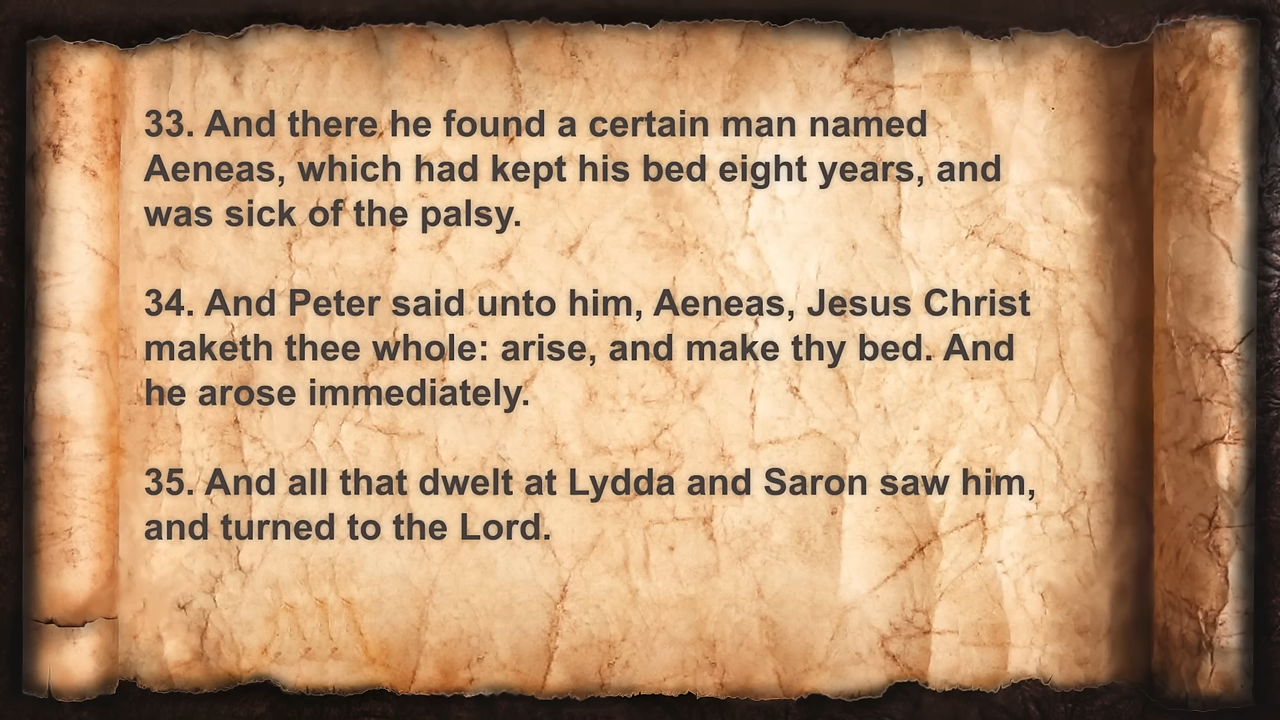 33. And there he found a certain man named
Aeneas, which had kept his bed eight years, and
was sick of the palsy.
34. And Peter said unto him, Aeneas, Jesus Christ
maketh thee whole: arise, and make thy bed. And
he arose immediately.
35. And all that dwelt at Lydda and Saron saw him,
and turned to the Lord.